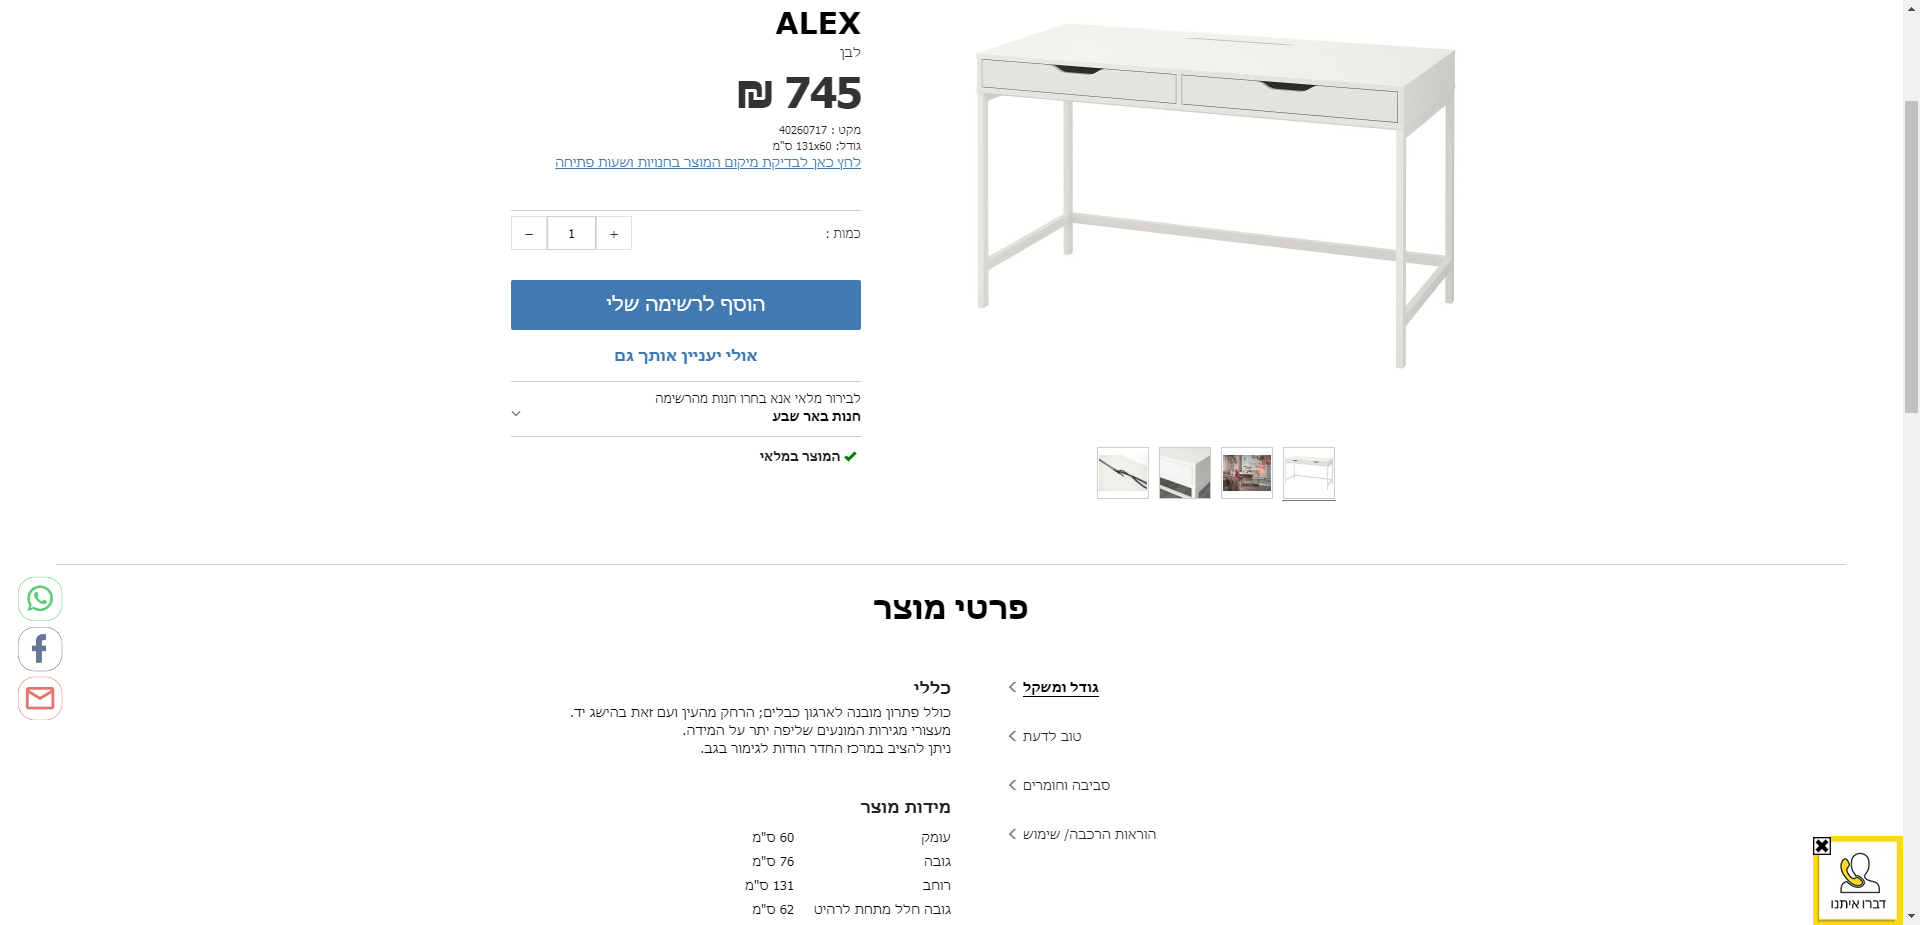 ALEX
לבן
745 ₪
מקט : 40260717
גודל: 131x60 ס"מ
לחץ כאן לבדיקת מיקום המוצר בחנויות ושעות פתיחה
כמות :
+ 1 −
הוסף לרשימה שלי
אולי יעניין אותך גם
לבירור מלאי אנא בחרו חנות מהרשימה
חנות באר שבע
המוצר במלאי
פרטי מוצר
גודל ומשקל
טוב לדעת
סביבה וחומרים
הוראות הרכבה/ שימוש
כללי
כולל פתרון מובנה לארגון כבלים; הרחק מהעין ועם זאת בהישג יד.
מעצורי מגירות המונעים שליפה יתר על המידה.
ניתן להציב במרכז החדר הודות לגימור בגב.
מידות מוצר
עומק 60 ס"מ
גובה 76 ס"מ
רוחב 131 ס"מ
גובה חלל מתחת לרהיט 62 ס"מ
דברו איתנו